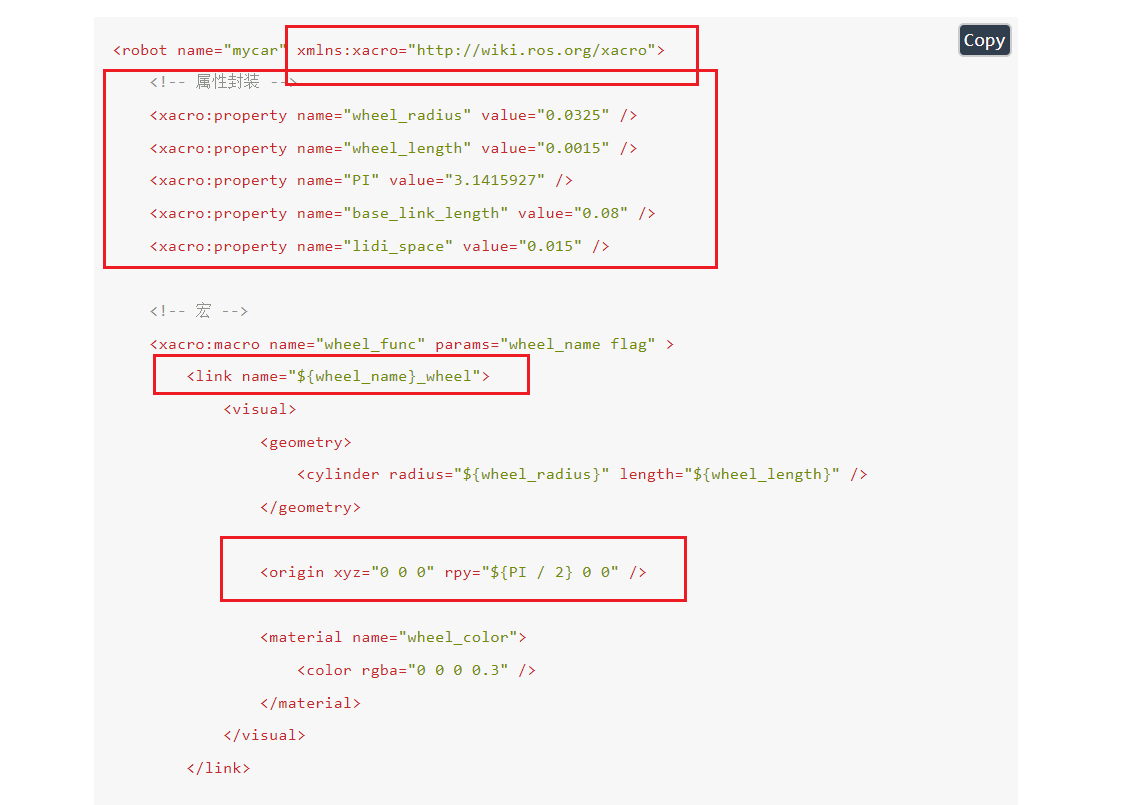 <robot name="mycar" xmlns:xacro="http://wiki.ros.org/xacro">
Copy
<!-- 属性封装 -->
<xacro:property name="wheel_radius" value="0.0325" />
<xacro:property name="wheel_length" value="0.0015" />
<xacro:property name="PI" value="3.1415927" />
<xacro:property name="base_link_length" value="0.08" />
<xacro:property name="lidi_space" value="0.015" />
<!-- 宏 -->
<xacro:macro name="wheel_func" params="wheel_name flag" >
<link name="${wheel_name}_wheel">
<visual>
<geometry>
<cylinder radius="${wheel_radius}" length="${wheel_length}" />
</geometry>
<origin xyz="0 0 0" rpy="${PI / 2} 0 0" />
<material name="wheel_color">
<color rgba="0 0 0 0.3" />
</material>
</visual>
</link>